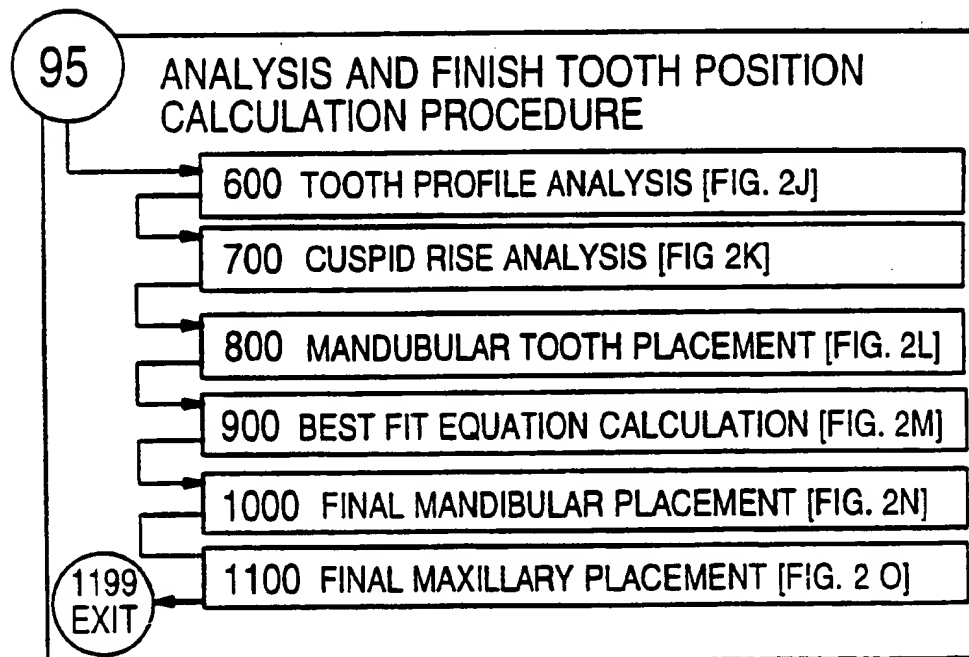 95
ANALYSIS AND FINISH TOOTH POSITION
CALCULATION PROCEDURE
600 TOOTH PROFILE ANALYSIS [FIG. 2J]
700 CUSPID RISE ANALYSIS [FIG 2K]
800 MANDUBULAR TOOTH PLACEMENT [FIG. 2L]
900 BEST FIT EQUATION CALCULATION [FIG. 2M]
1000 FINAL MANDIBULAR PLACEMENT [FIG. 2N]
1100 FINAL MAXILLARY PLACEMENT [FIG. 2 O]
1199
EXIT